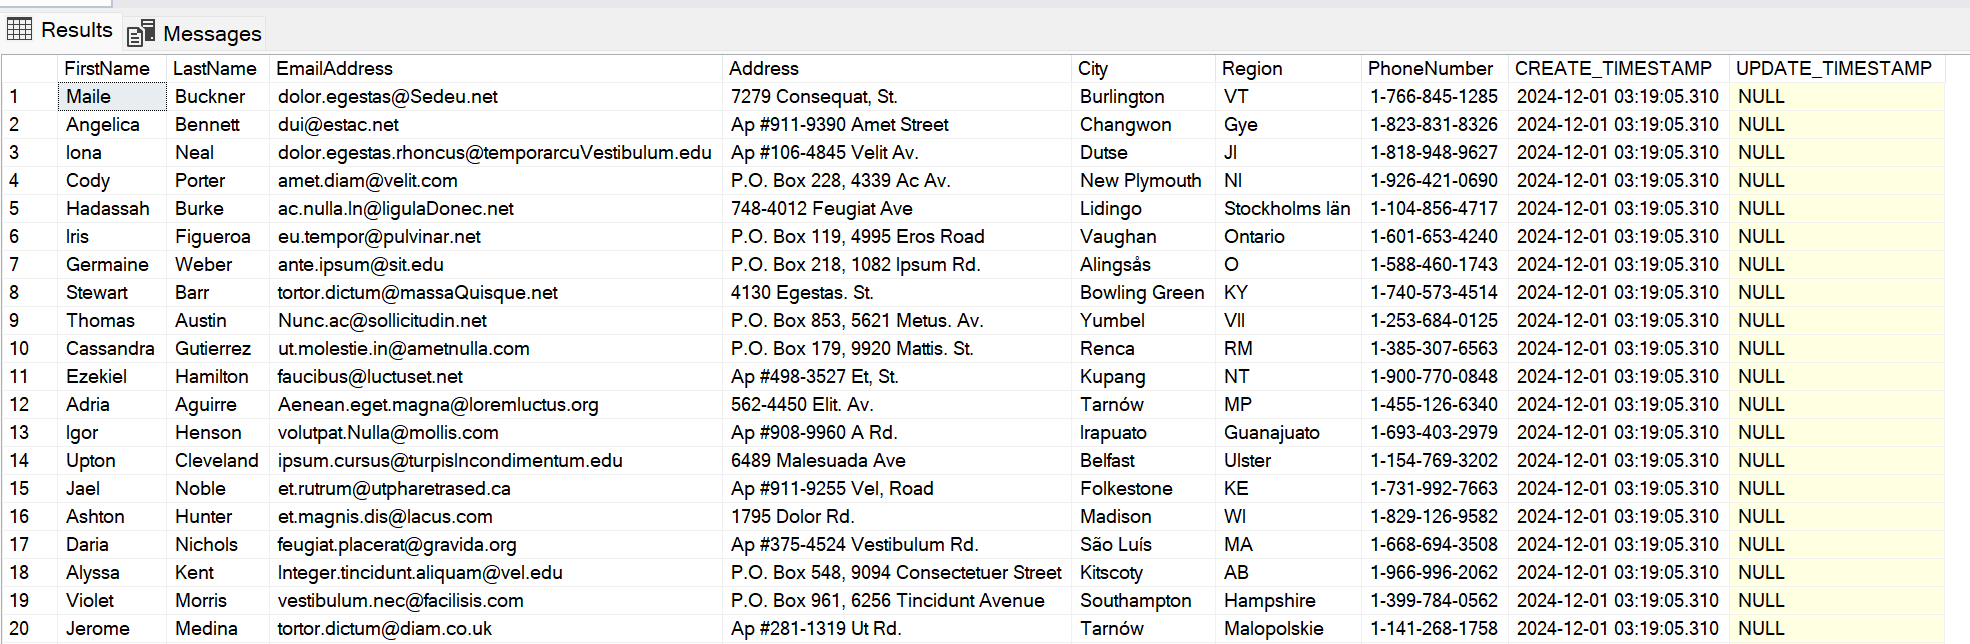 Results Messages
FirstName LastName EmailAddress Address City Region PhoneNumber CREATE_TIMESTAMP UPDATE_TIMESTAMP
1 Maile Buckner dolor.egestas@Sedeu.net 7279 Consequat, St. Burlington VT 1-766-845-1285 2024-12-01 03:19:05.310 NULL
2 Angelica Bennett dui@estac.net Ap #911-9390 Amet Street Changwon Gye 1-823-831-8326 2024-12-01 03:19:05.310 NULL
3 Iona Neal dolor.egestas.rhoncus@temporarcuVestibulum.edu Ap #106-4845 Velit Av. Dutse JI 1-818-948-9627 2024-12-01 03:19:05.310 NULL
4 Cody Porter amet.diam@velit.com P.O. Box 228, 4339 Ac Av. New Plymouth NI 1-926-421-0690 2024-12-01 03:19:05.310 NULL
5 Hadassah Burke ac.nulla.In@ligulaDonec.net 748-4012 Feugiat Ave Lidingo Stockholms län 1-104-856-4717 2024-12-01 03:19:05.310 NULL
6 Iris Figueroa eu.tempor@pulvinar.net P.O. Box 119, 4995 Eros Road Vaughan Ontario 1-601-653-4240 2024-12-01 03:19:05.310 NULL
7 Germaine Weber ante.ipsum@sit.edu P.O. Box 218, 1082 Ipsum Rd. Alingsås O 1-588-460-1743 2024-12-01 03:19:05.310 NULL
8 Stewart Barr tortor.dictum@massaQuisque.net 4130 Egestas. St. Bowling Green KY 1-740-573-4514 2024-12-01 03:19:05.310 NULL
9 Thomas Austin Nunc.ac@sollicitudin.net P.O. Box 853, 5621 Metus. Av. Yumbel VII 1-253-684-0125 2024-12-01 03:19:05.310 NULL
10 Cassandra Gutierrez ut.molestie.in@ametnulla.com P.O. Box 179, 9920 Mattis. St. Renca RM 1-385-307-6563 2024-12-01 03:19:05.310 NULL
11 Ezekiel Hamilton faucibus@luctuset.net Ap #498-3527 Et, St. Kupang NT 1-900-770-0848 2024-12-01 03:19:05.310 NULL
12 Adria Aguirre Aenean.eget.magna@loremluctus.org 562-4450 Elit. Av. Tarnów MP 1-455-126-6340 2024-12-01 03:19:05.310 NULL
13 Igor Henson volutpat.Nulla@mollis.com Ap #908-9960 A Rd. Irapuato Guanajuato 1-693-403-2979 2024-12-01 03:19:05.310 NULL
14 Upton Cleveland ipsum.cursus@turpisIncondimentum.edu 6489 Malesuada Ave Belfast Ulster 1-154-769-3202 2024-12-01 03:19:05.310 NULL
15 Jael Noble et.rutrum@utpharetrased.ca Ap #911-9255 Vel, Road Folkestone KE 1-731-992-7663 2024-12-01 03:19:05.310 NULL
16 Ashton Hunter et.magnis.dis@lacus.com 1795 Dolor Rd. Madison WI 1-829-126-9582 2024-12-01 03:19:05.310 NULL
17 Daria Nichols feugiat.placerat@gravida.org Ap #375-4524 Vestibulum Rd. São Luís MA 1-668-694-3508 2024-12-01 03:19:05.310 NULL
18 Alyssa Kent Integer.tincidunt.aliquam@vel.edu P.O. Box 548, 9094 Consectetuer Street Kitscoty AB 1-966-996-2062 2024-12-01 03:19:05.310 NULL
19 Violet Morris vestibulum.nec@facilisis.com P.O. Box 961, 6256 Tincidunt Avenue Southampton Hampshire 1-399-784-0562 2024-12-01 03:19:05.310 NULL
20 Jerome Medina tortor.dictum@diam.co.uk Ap #281-1319 Ut Rd. Tarnów Malopolskie 1-141-268-1758 2024-12-01 03:19:05.310 NULL